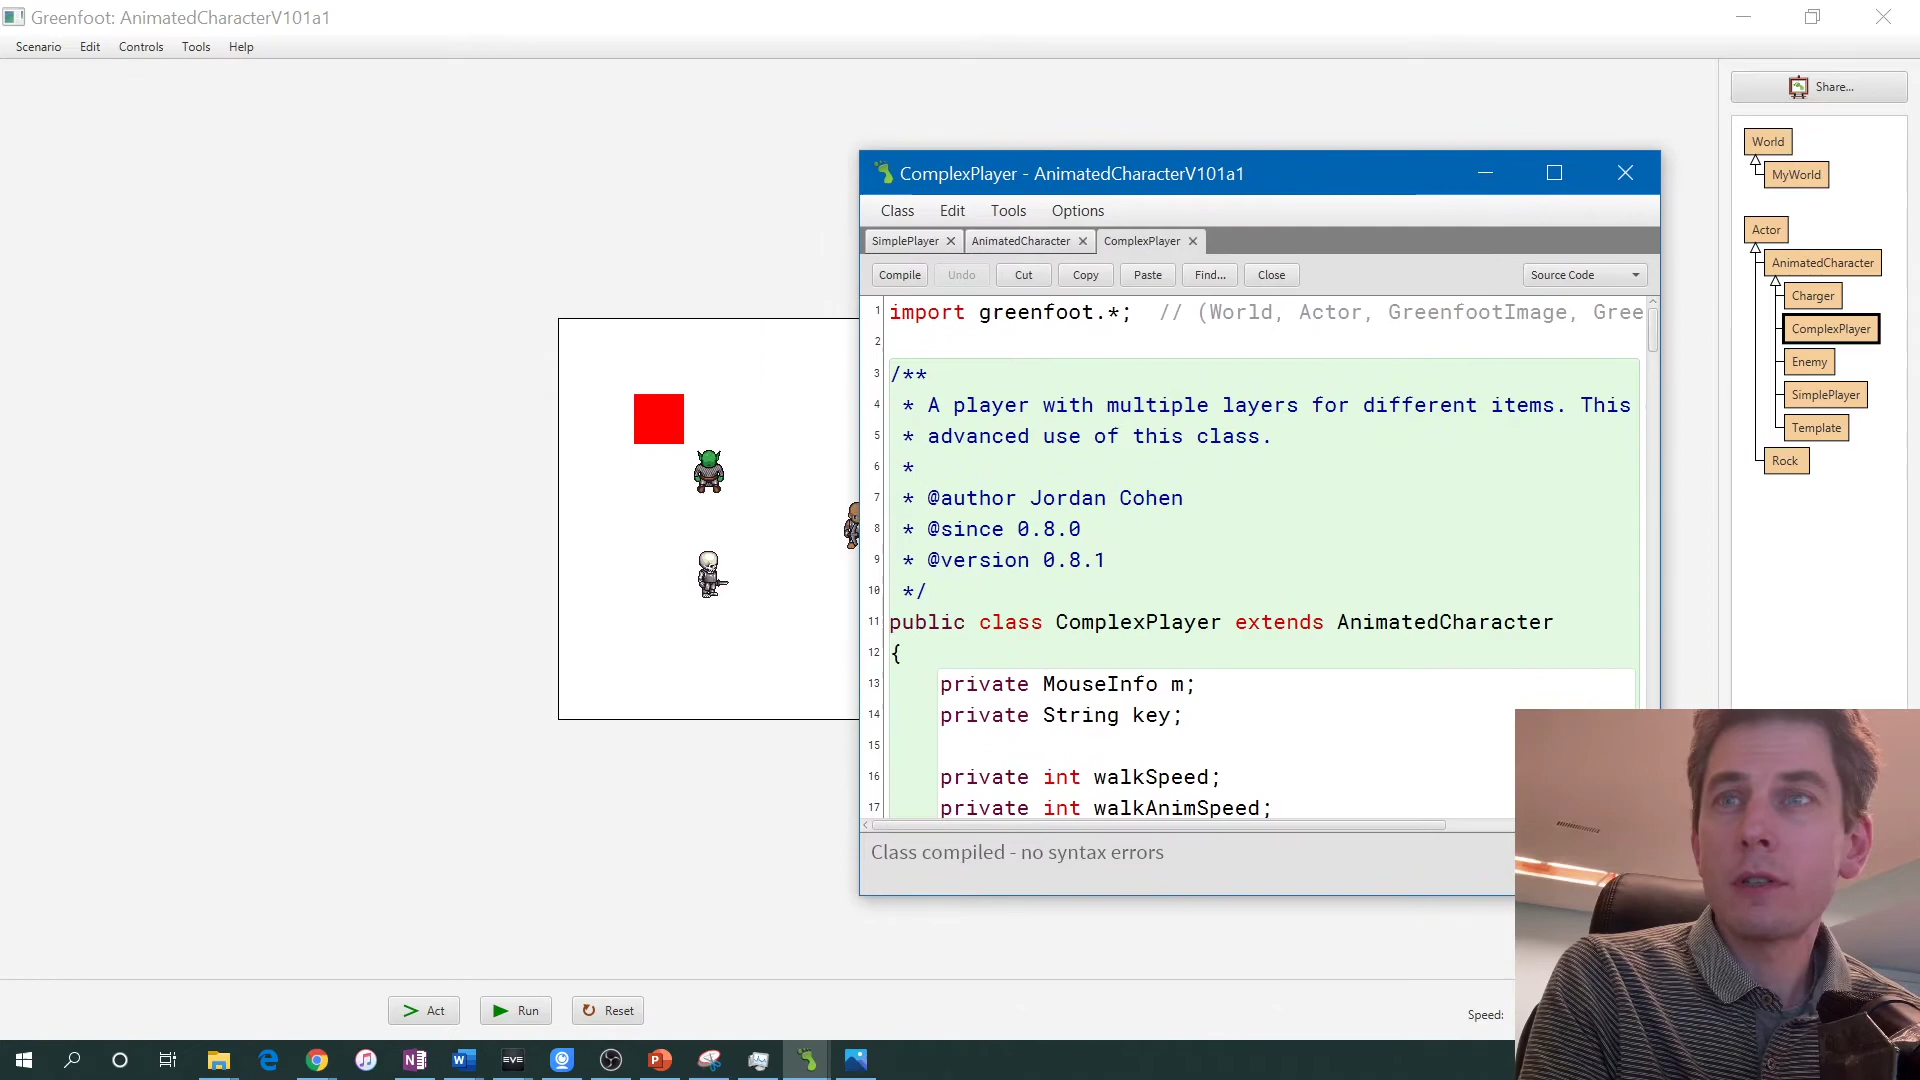 Greenfoot: AnimatedCharacterV101a1
Scenario Edit Controls Tools Help
Share...
World
MyWorld
Actor
AnimatedCharacter
Charger
ComplexPlayer
Enemy
SimplePlayer
Template
Rock
ComplexPlayer - AnimatedCharacterV101a1
Class Edit Tools Options
SimplePlayer AnimatedCharacter ComplexPlayer
Compile Undo Cut Copy Paste Find... Close Source Code
1 import greenfoot.*;  // (World, Actor, GreenfootImage, Gree
2
3 /**
4 * A player with multiple layers for different items. This
5 * advanced use of this class.
6 *
7 * @author Jordan Cohen
8 * @since 0.8.0
9 * @version 0.8.1
10 */
11 public class ComplexPlayer extends AnimatedCharacter
12 {
13 private MouseInfo m;
14 private String key;
15
16 private int walkSpeed;
17 private int walkAnimSpeed;
Class compiled - no syntax errors
Act Run Reset Speed:
EVE